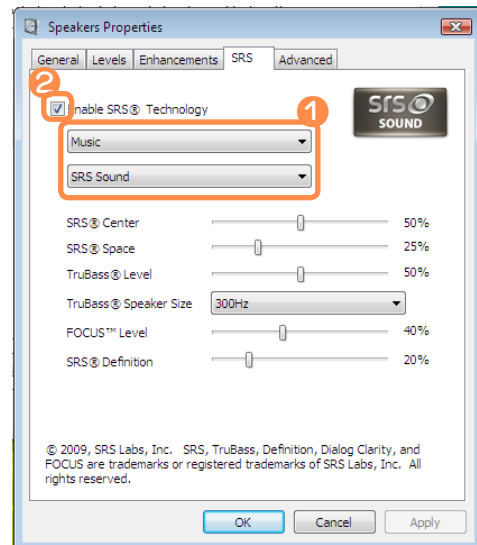 Speakers Properties
General Levels Enhancements SRS Advanced
2
Enable SRS® Technology
1
SRS
SOUND
Music
SRS Sound
SRS® Center 50%
SRS® Space 25%
TruBass® Level 50%
TruBass® Speaker Size 300Hz
FOCUS™ Level 40%
SRS® Definition 20%
© 2009, SRS Labs, Inc. SRS, TruBass, Definition, Dialog Clarity, and
FOCUS are trademarks or registered trademarks of SRS Labs, Inc. All
rights reserved.
OK Cancel Apply